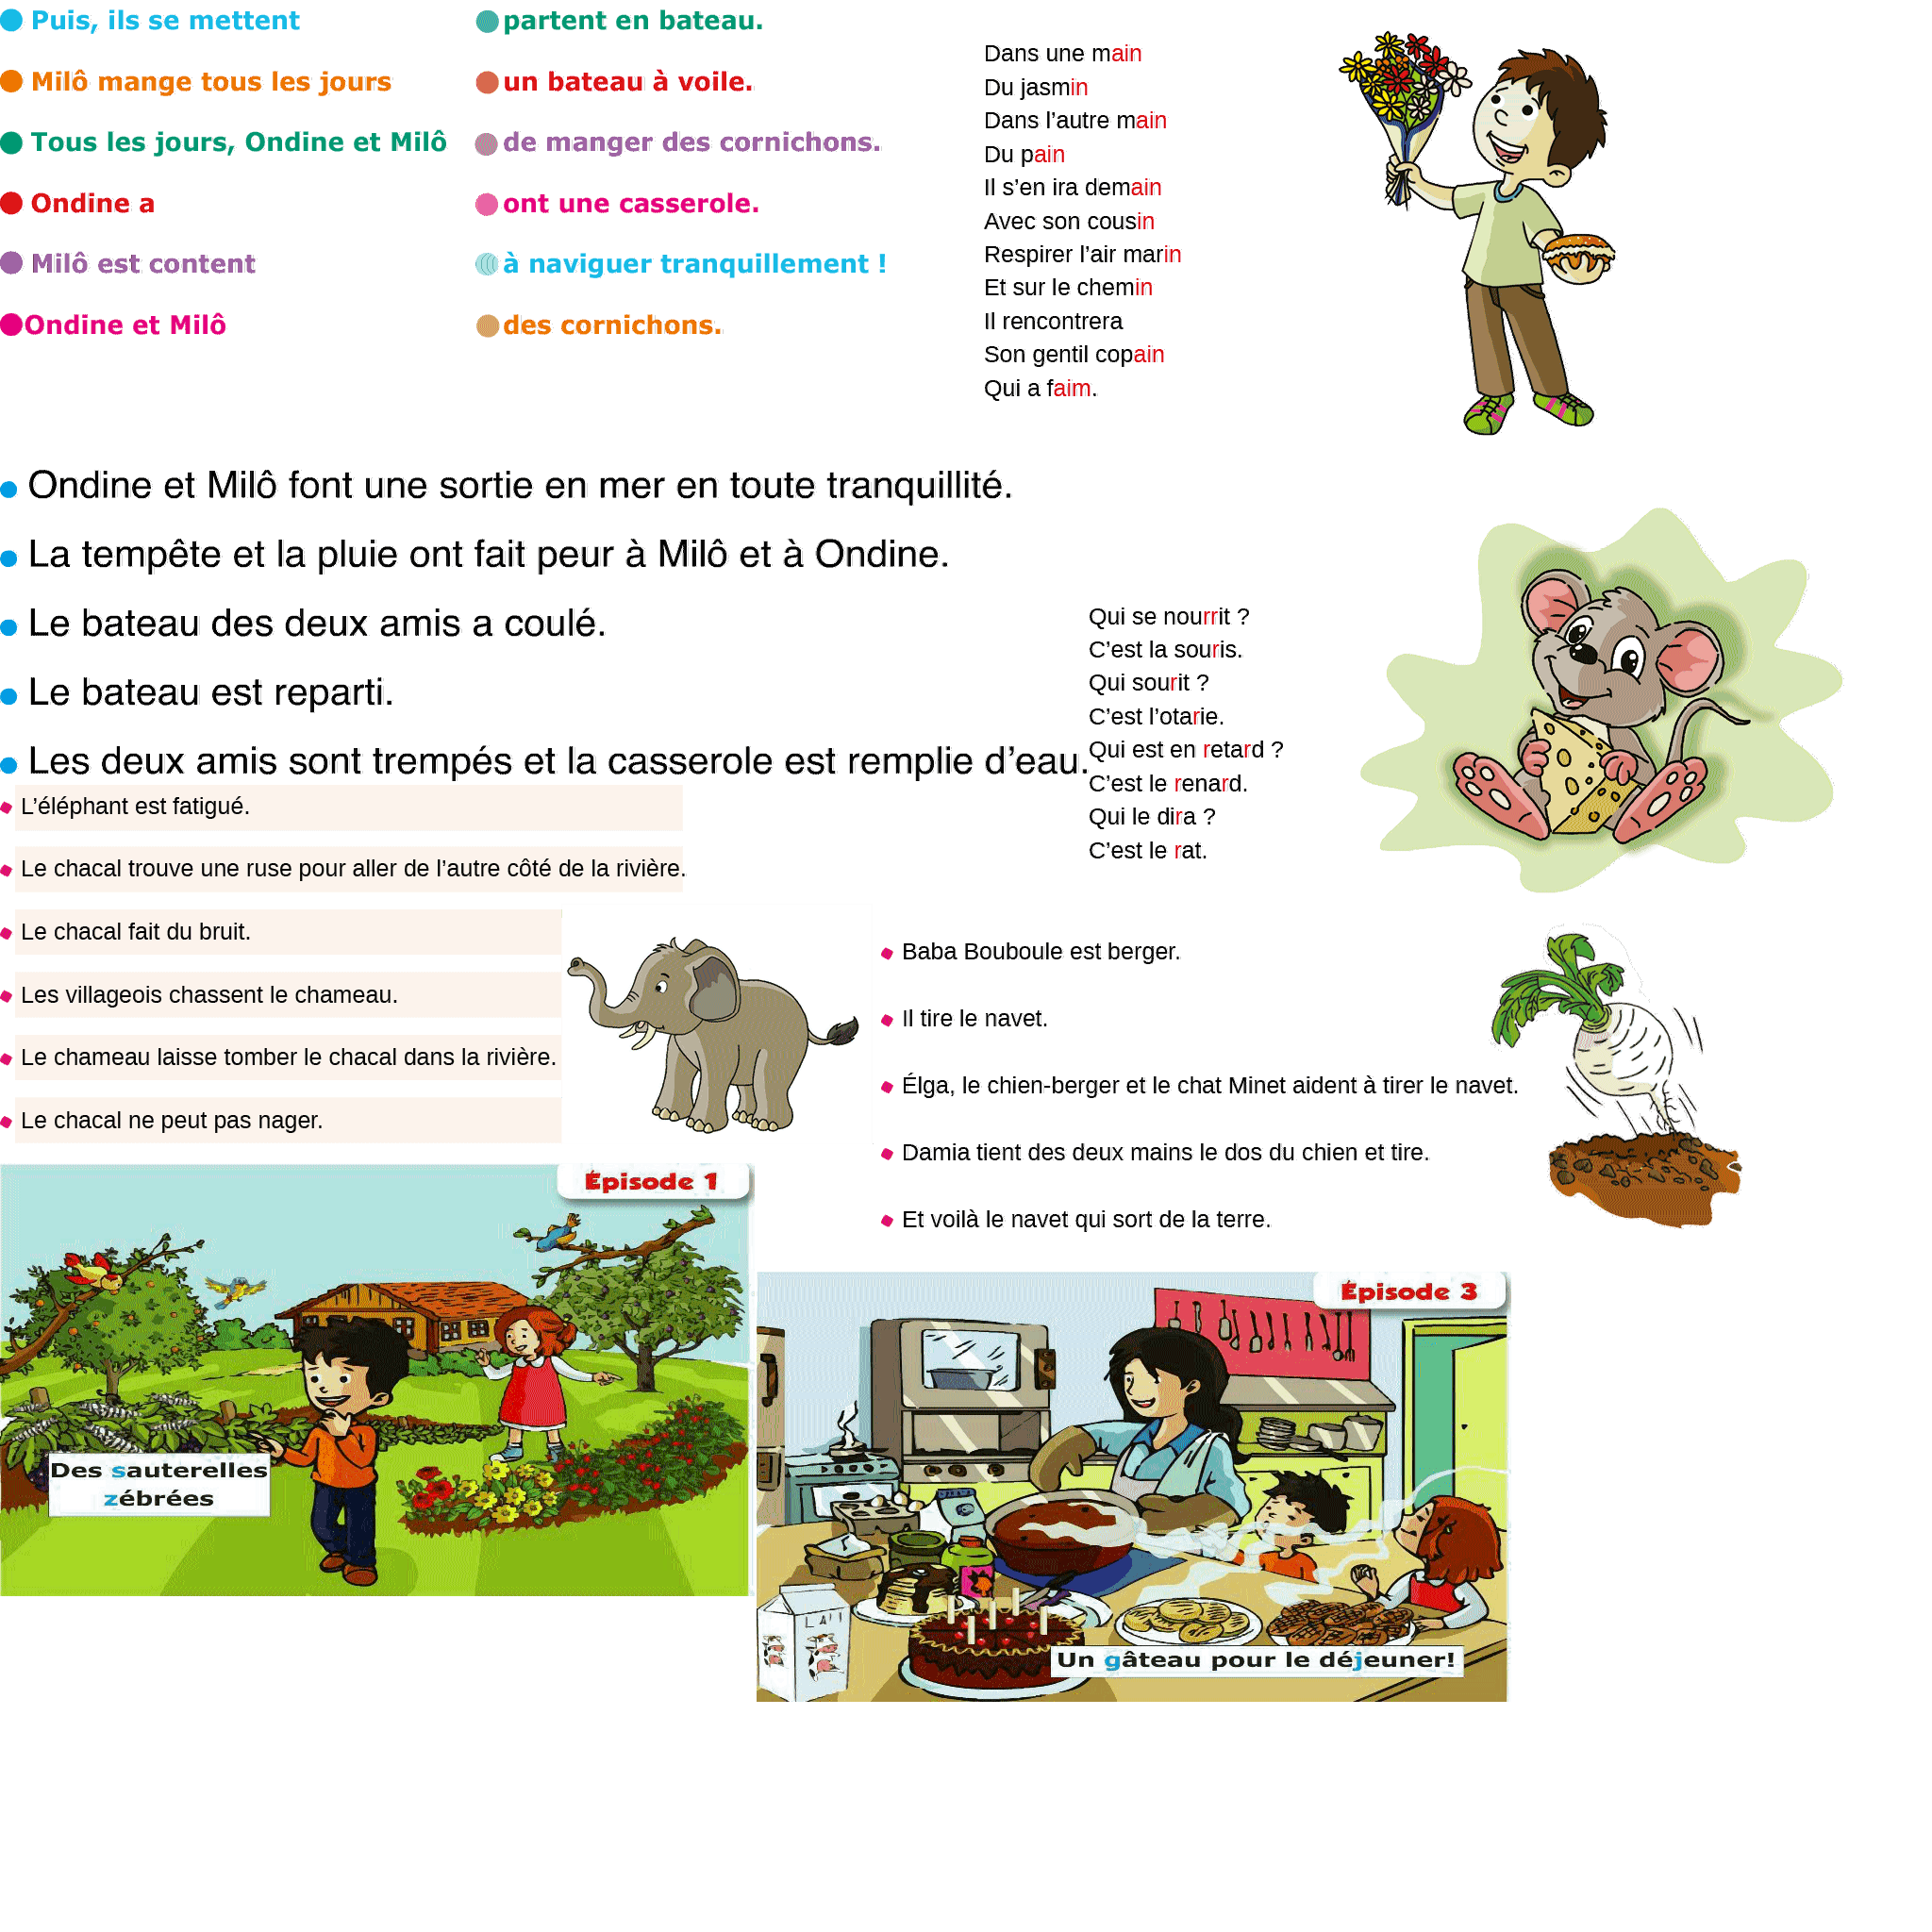 Puis, ils se mettent
Milô mange tous les jours
Tous les jours, Ondine et Milô
Ondine a
Milô est content
Ondine et Milô
partent en bateau.
un bateau à voile.
de manger des cornichons.
ont une casserole.
à naviguer tranquillement !
des cornichons.
Dans une main
Du jasmin
Dans l’autre main
Du pain
Il s’en ira demain
Avec son cousin
Respirer l’air marin
Et sur le chemin
Il rencontrera
Son gentil copain
Qui a faim.
Ondine et Milô font une sortie en mer en toute tranquillité.
La tempête et la pluie ont fait peur à Milô et à Ondine.
Le bateau des deux amis a coulé.
Le bateau est reparti.
Les deux amis sont trempés et la casserole est remplie d’eau.
Qui se nourrit ?
C’est la souris.
Qui sourit ?
C’est l’otarie.
Qui est en retard ?
C’est le renard.
Qui le dira ?
C’est le rat.
L’éléphant est fatigué.
Le chacal trouve une ruse pour aller de l’autre côté de la rivière.
Le chacal fait du bruit.
Les villageois chassent le chameau.
Le chameau laisse tomber le chacal dans la rivière.
Le chacal ne peut pas nager.
Baba Bouboule est berger.
Il tire le navet.
Élga, le chien-berger et le chat Minet aident à tirer le navet.
Damia tient des deux mains le dos du chien et tire.
Et voilà le navet qui sort de la terre.
Épisode 1
Des sauterelles
zébrées
Épisode 3
LAIT
Un gâteau pour le déjeuner!